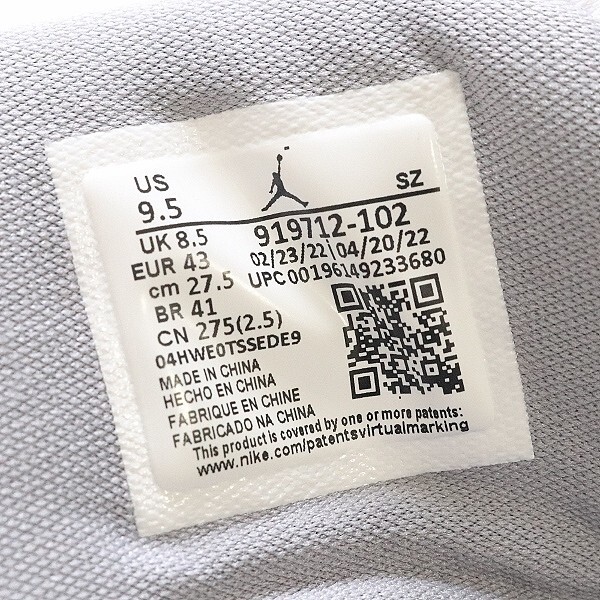 US SZ
9.5
UK 8.5 919712-102
EUR 43 02/23/22 04/20/22
cm 27.5 UPC 00196149233680
BR 41
CN 275(2.5)
04HWE0TSSEDE9
MADE IN CHINA
HECHO EN CHINA
FABRIQUE EN CHINE
FABRICADO NA CHINA
This product is covered by one or more patents:
www.nike.com/patentsvirtualmarking